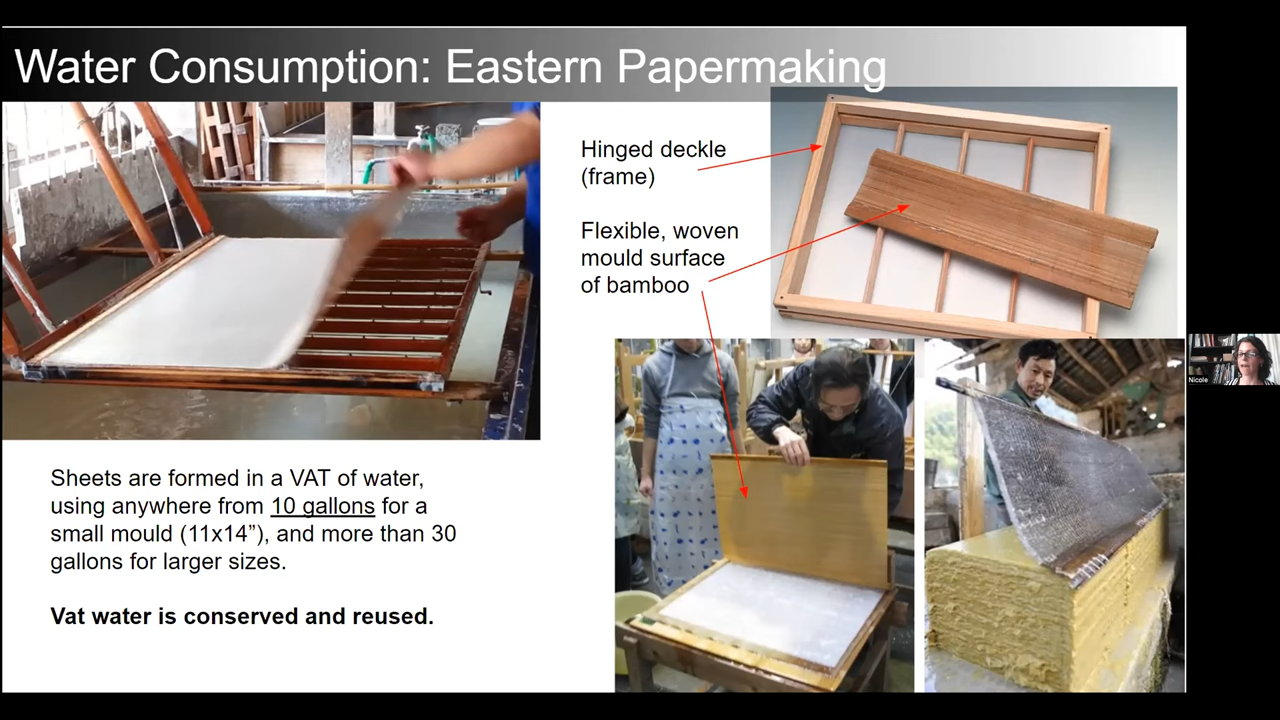 Water Consumption: Eastern Papermaking
Hinged deckle
(frame)
Flexible, woven
mould surface
of bamboo
Sheets are formed in a VAT of water,
using anywhere from 10 gallons for a
small mould (11x14”), and more than 30
gallons for larger sizes.
Vat water is conserved and reused.
Nicole